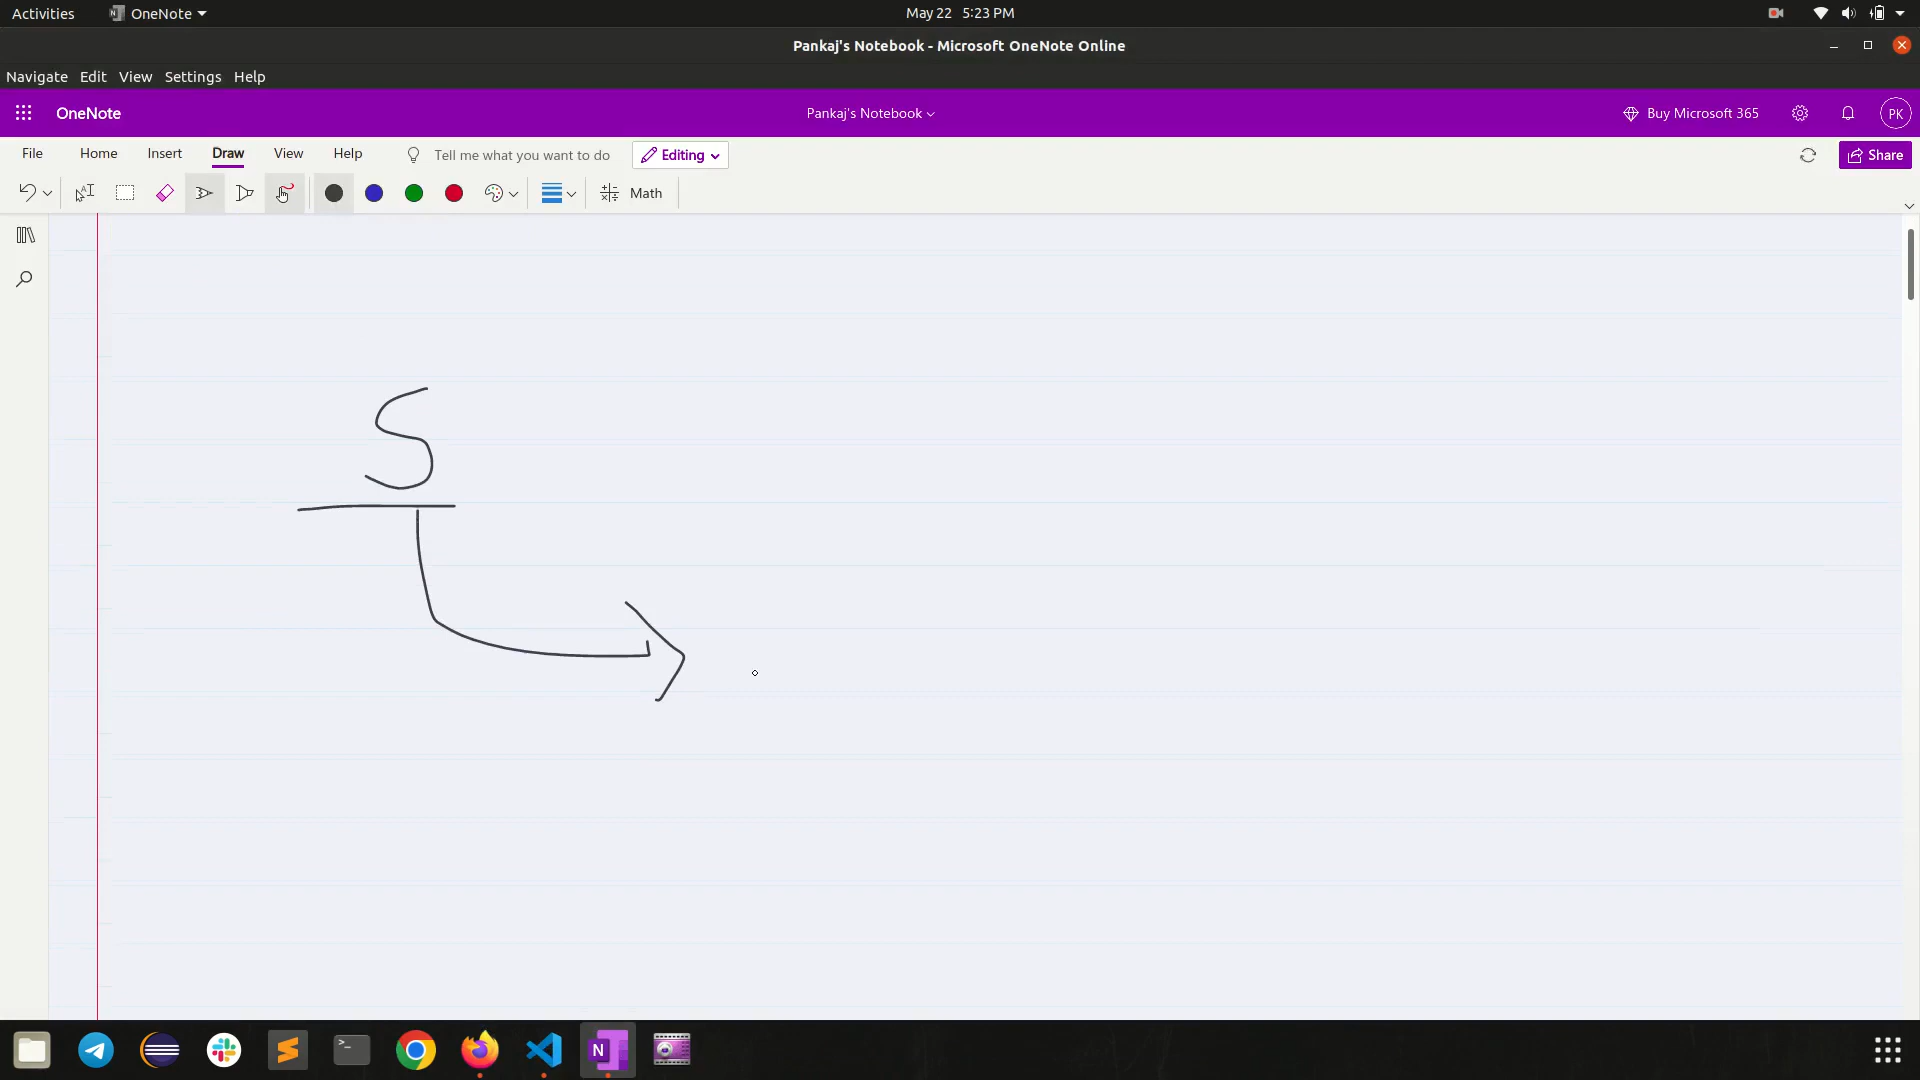 Activities OneNote May 22 5:23 PM
Pankaj's Notebook - Microsoft OneNote Online
Navigate Edit View Settings Help
OneNote Pankaj's Notebook Buy Microsoft 365 PK
File Home Insert Draw View Help Tell me what you want to do Editing Share
Math
S